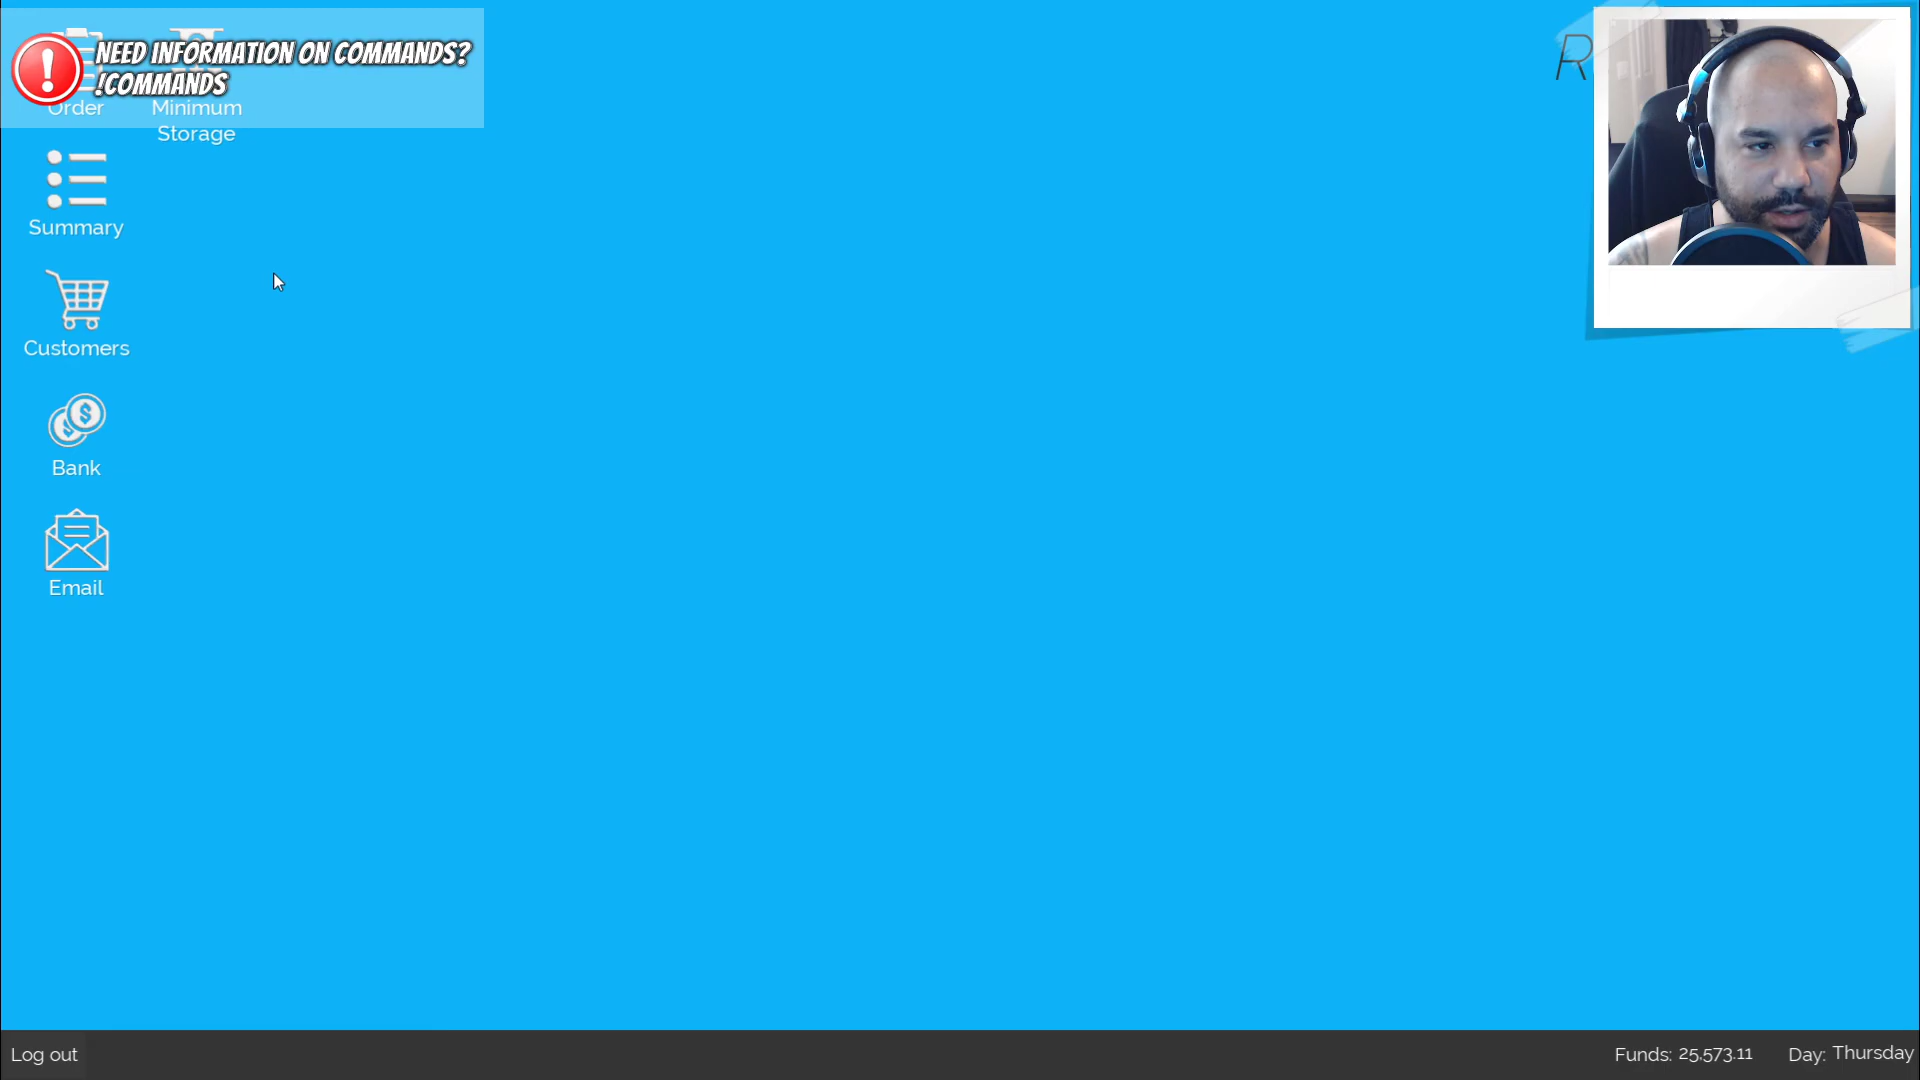 NEED INFORMATION ON COMMANDS?
!COMMANDS
Order
Minimum
Storage
Summary
Customers
Bank
Email
R
Log out
Funds: 25,573.11
Day: Thursday